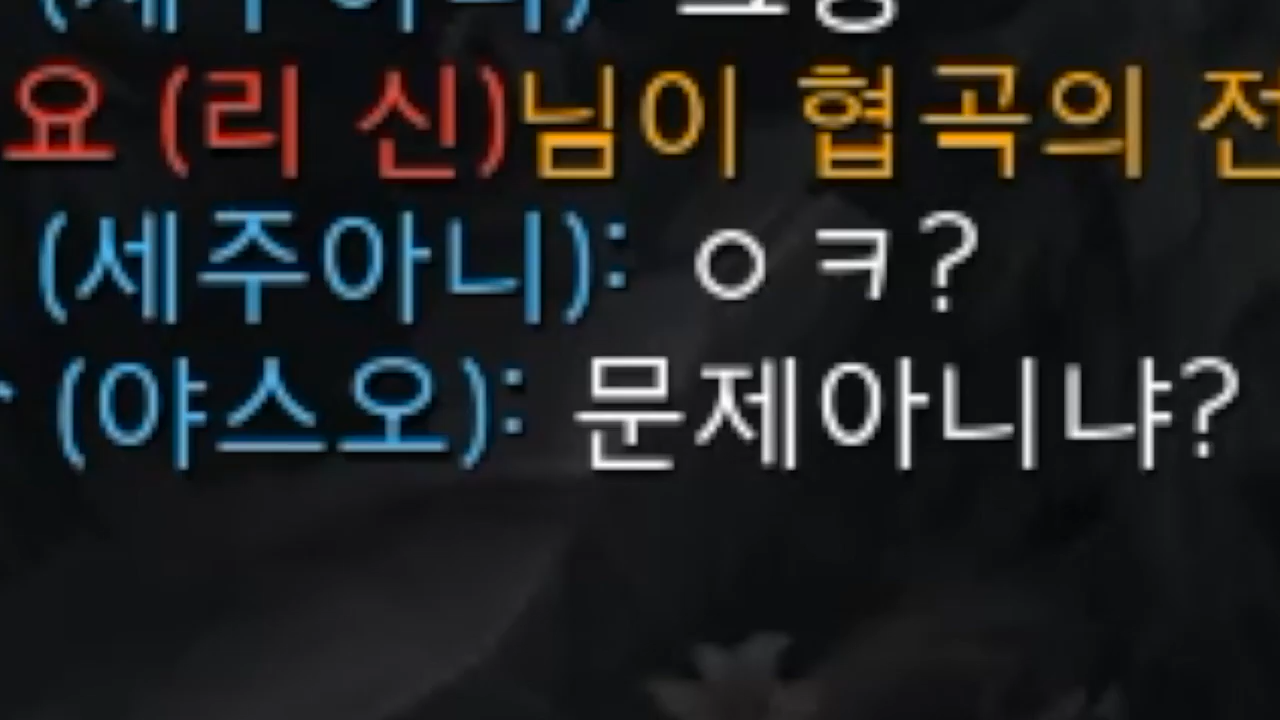 요 (리 신)님이 협곡의 전
(세주아니): ㅇㅋ?
(야스오): 문제아니냐?